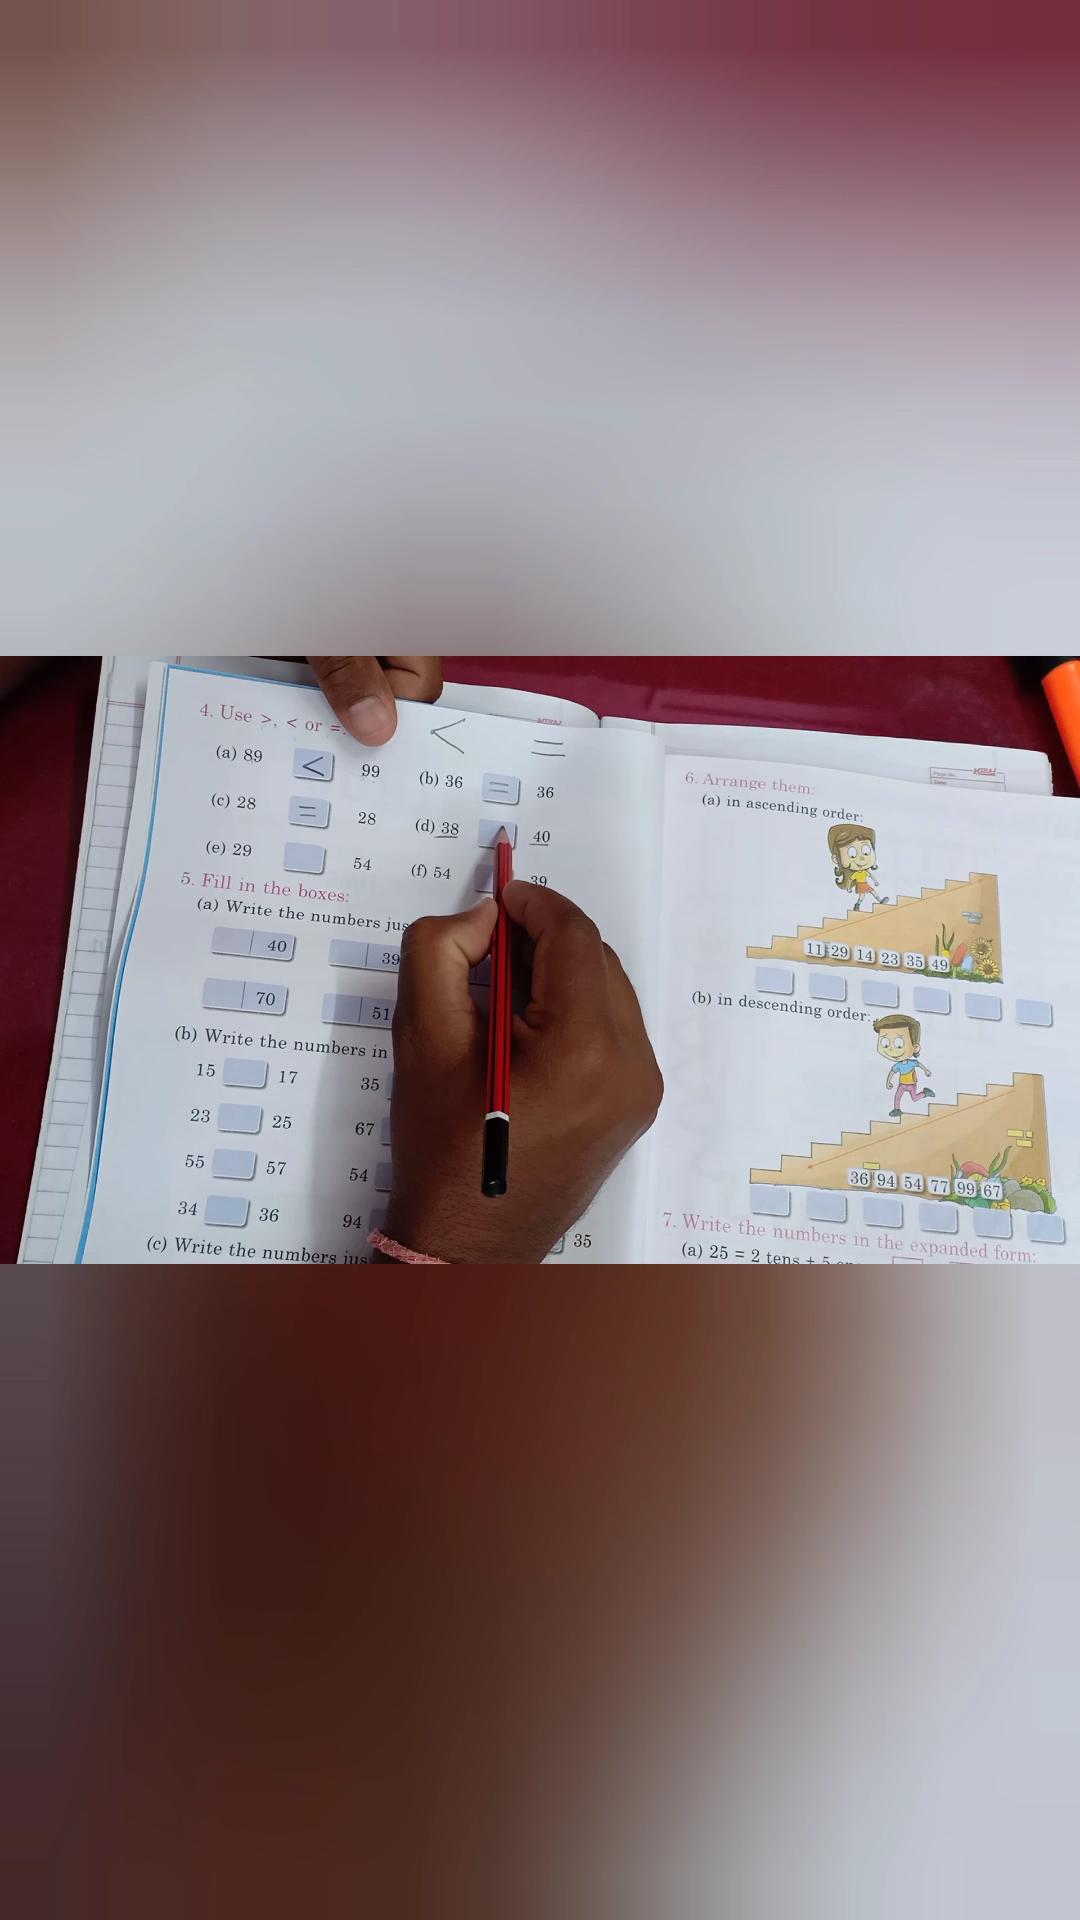 4. Use >, < or =.
< =
(a) 89 < 99 (b) 36 = 36
(c) 28 = 28 (d) 38 40
(e) 29 54 (f) 54 39
5. Fill in the boxes:
(a) Write the numbers jus
40 39
70 51
(b) Write the numbers in
15 17 35
23 25 67
55 57 54
34 36 94 35
(c) Write the numbers jus
Page No.
Date
6. Arrange them:
(a) in ascending order:
11 29 14 23 35 49
(b) in descending order:
36 94 54 77 99 67
7. Write the numbers in the expanded form:
(a) 25 = 2 tens + 5